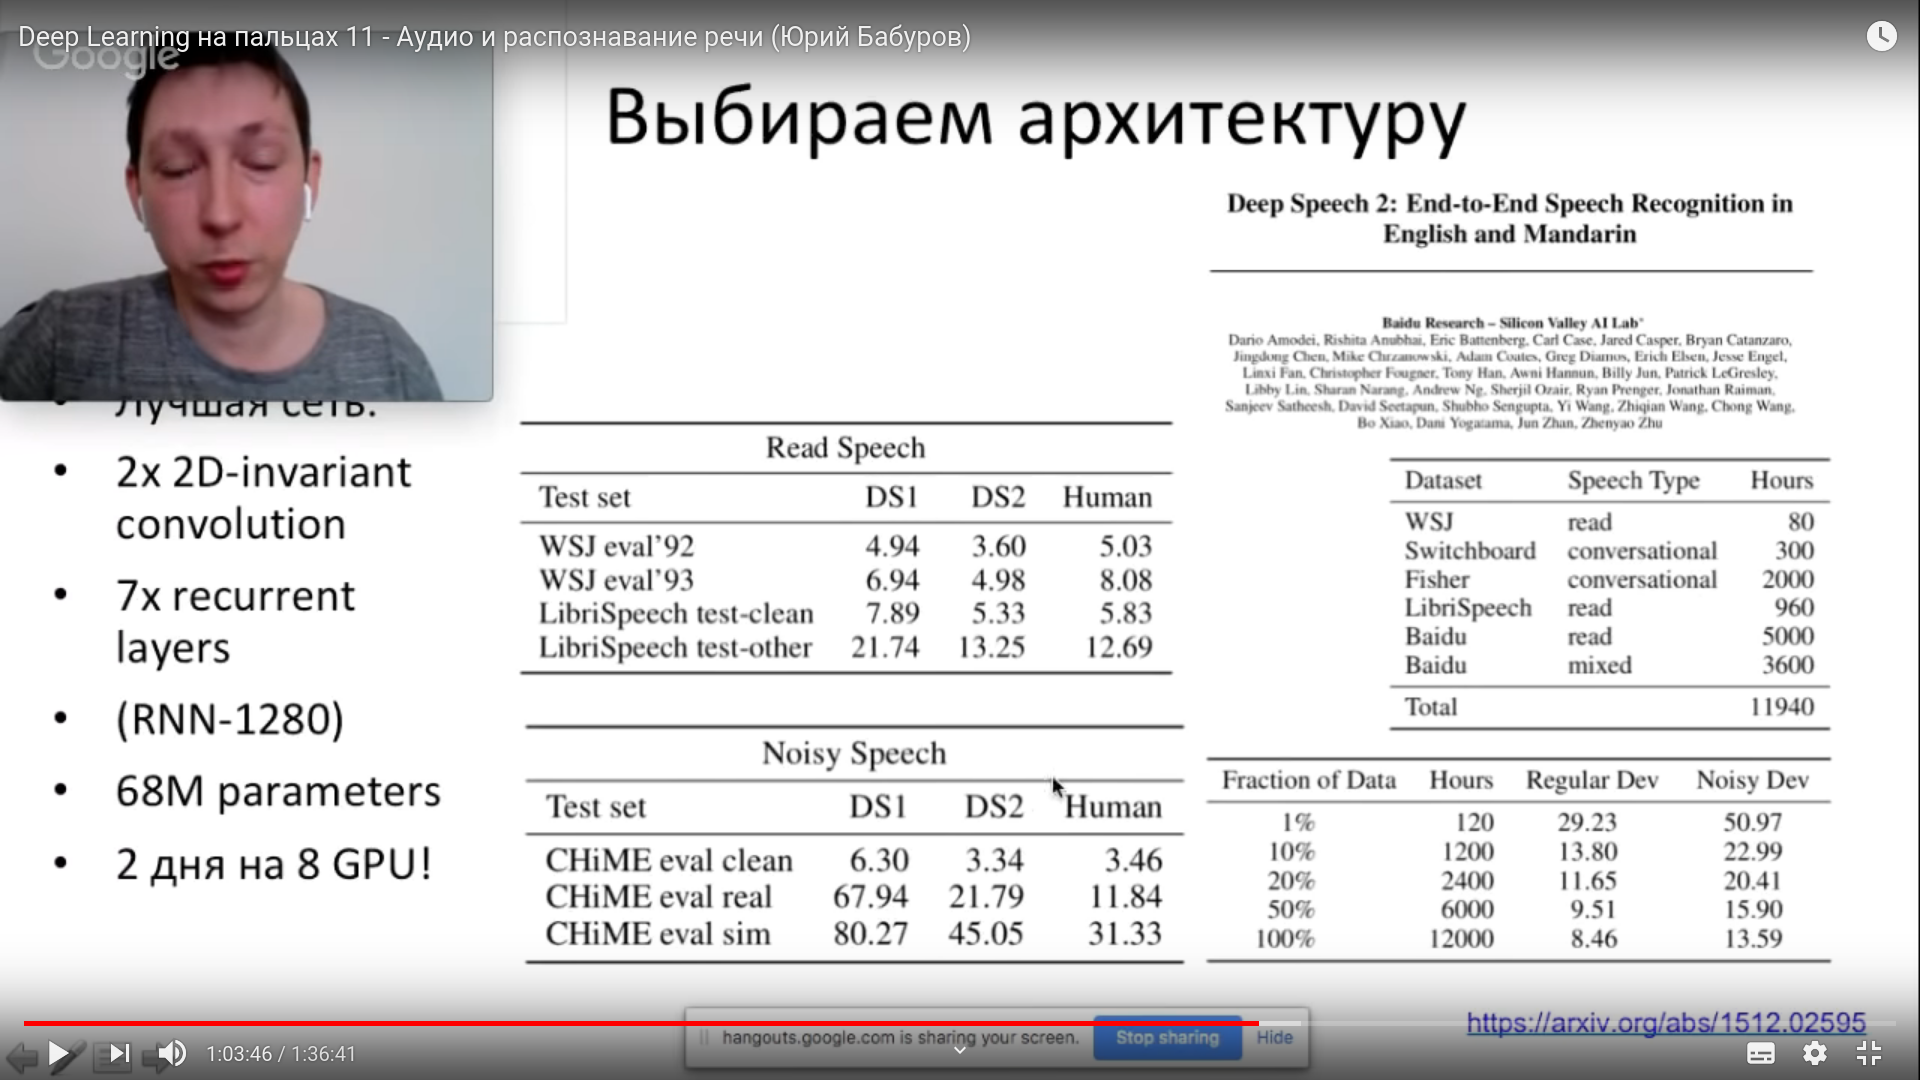 Deep Learning на пальцах 11 - Аудио и распознавание речи (Юрий Бабуров)
Google
Выбираем архитектуру
Лучшая сеть:
2x 2D-invariant
convolution
7x recurrent
layers
(RNN-1280)
68M parameters
2 дня на 8 GPU!
Read Speech
Test set DS1 DS2 Human
WSJ eval’92 4.94 3.60 5.03
WSJ eval’93 6.94 4.98 8.08
LibriSpeech test-clean 7.89 5.33 5.83
LibriSpeech test-other 21.74 13.25 12.69
Noisy Speech
Test set DS1 DS2 Human
CHiME eval clean 6.30 3.34 3.46
CHiME eval real 67.94 21.79 11.84
CHiME eval sim 80.27 45.05 31.33
Deep Speech 2: End-to-End Speech Recognition in
English and Mandarin
Baidu Research – Silicon Valley AI Lab*
Dario Amodei, Rishita Anubhai, Eric Battenberg, Carl Case, Jared Casper, Bryan Catanzaro,
Jingdong Chen, Mike Chrzanowski, Adam Coates, Greg Diamos, Erich Elsen, Jesse Engel,
Linxi Fan, Christopher Fougner, Tony Han, Awni Hannun, Billy Jun, Patrick LeGresley,
Libby Lin, Sharan Narang, Andrew Ng, Sherjil Ozair, Ryan Prenger, Jonathan Raiman,
Sanjeev Satheesh, David Seetapun, Shubho Sengupta, Yi Wang, Zhiqian Wang, Chong Wang,
Bo Xiao, Dani Yogatama, Jun Zhan, Zhenyao Zhu
Dataset Speech Type Hours
WSJ read 80
Switchboard conversational 300
Fisher conversational 2000
LibriSpeech read 960
Baidu read 5000
Baidu mixed 3600
Total 11940
Fraction of Data Hours Regular Dev Noisy Dev
1% 120 29.23 50.97
10% 1200 13.80 22.99
20% 2400 11.65 20.41
50% 6000 9.51 15.90
100% 12000 8.46 13.59
https://arxiv.org/abs/1512.02595
hangouts.google.com is sharing your screen. Stop sharing Hide
1:03:46 / 1:36:41